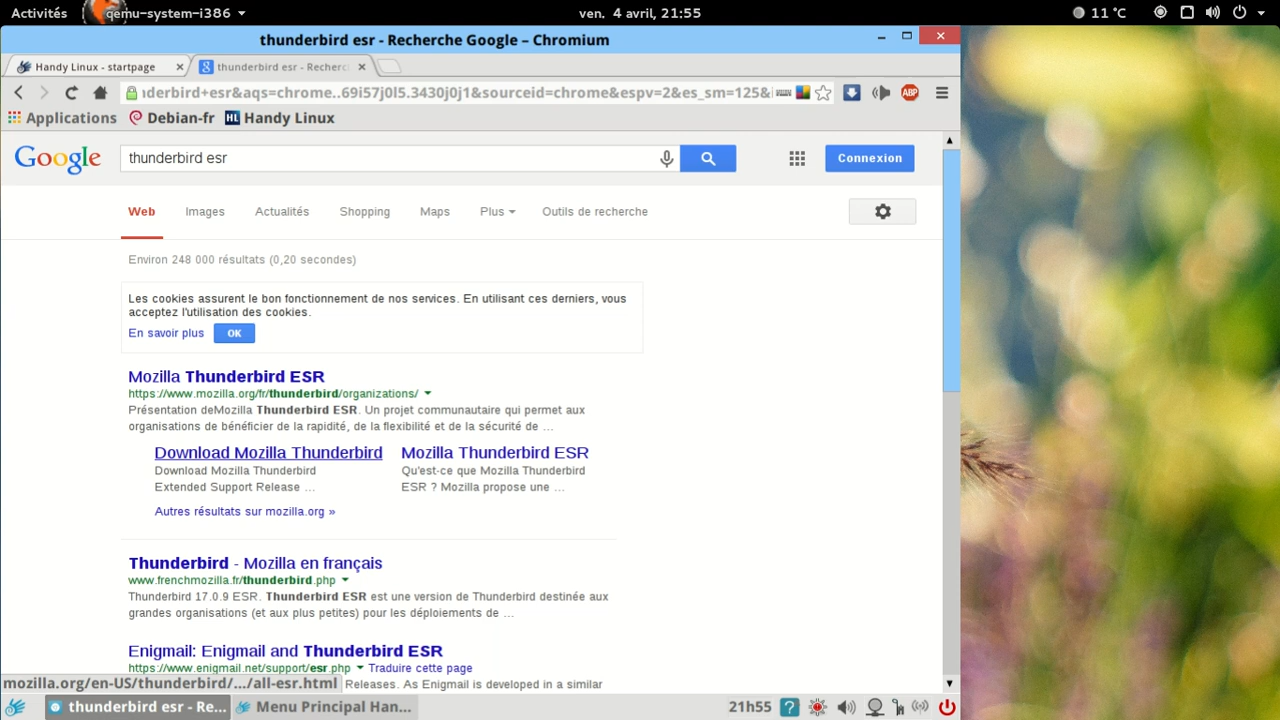 Activités
qemu-system-i386
ven. 4 avril, 21:55
11 °C
thunderbird esr - Recherche Google – Chromium
Handy Linux - startpage
thunderbird esr - Recherc
nderbird+esr&aqs=chrome..69i57j0l5.3430j0j1&sourceid=chrome&espv=2&es_sm=125&
ABP
Applications
Debian-fr
HL Handy Linux
Google
thunderbird esr
Connexion
Web
Images
Actualités
Shopping
Maps
Plus
Outils de recherche
Environ 248 000 résultats (0,20 secondes)
Les cookies assurent le bon fonctionnement de nos services. En utilisant ces derniers, vous
acceptez l'utilisation des cookies.
En savoir plus
OK
Mozilla Thunderbird ESR
https://www.mozilla.org/fr/thunderbird/organizations/
Présentation deMozilla Thunderbird ESR. Un projet communautaire qui permet aux
organisations de bénéficier de la rapidité, de la flexibilité et de la sécurité de ...
Download Mozilla Thunderbird
Download Mozilla Thunderbird
Extended Support Release ...
Mozilla Thunderbird ESR
Qu'est-ce que Mozilla Thunderbird
ESR ? Mozilla propose une ...
Autres résultats sur mozilla.org »
Thunderbird - Mozilla en français
www.frenchmozilla.fr/thunderbird.php
Thunderbird 17.0.9 ESR. Thunderbird ESR est une version de Thunderbird destinée aux
grandes organisations (et aux plus petites) pour les déploiements de ...
Enigmail: Enigmail and Thunderbird ESR
https://www.enigmail.net/support/esr.php
Traduire cette page
mozilla.org/en-US/thunderbird/.../all-esr.html
Releases. As Enigmail is developed in a similar
thunderbird esr - Re...
Menu Principal Han...
21h55
?